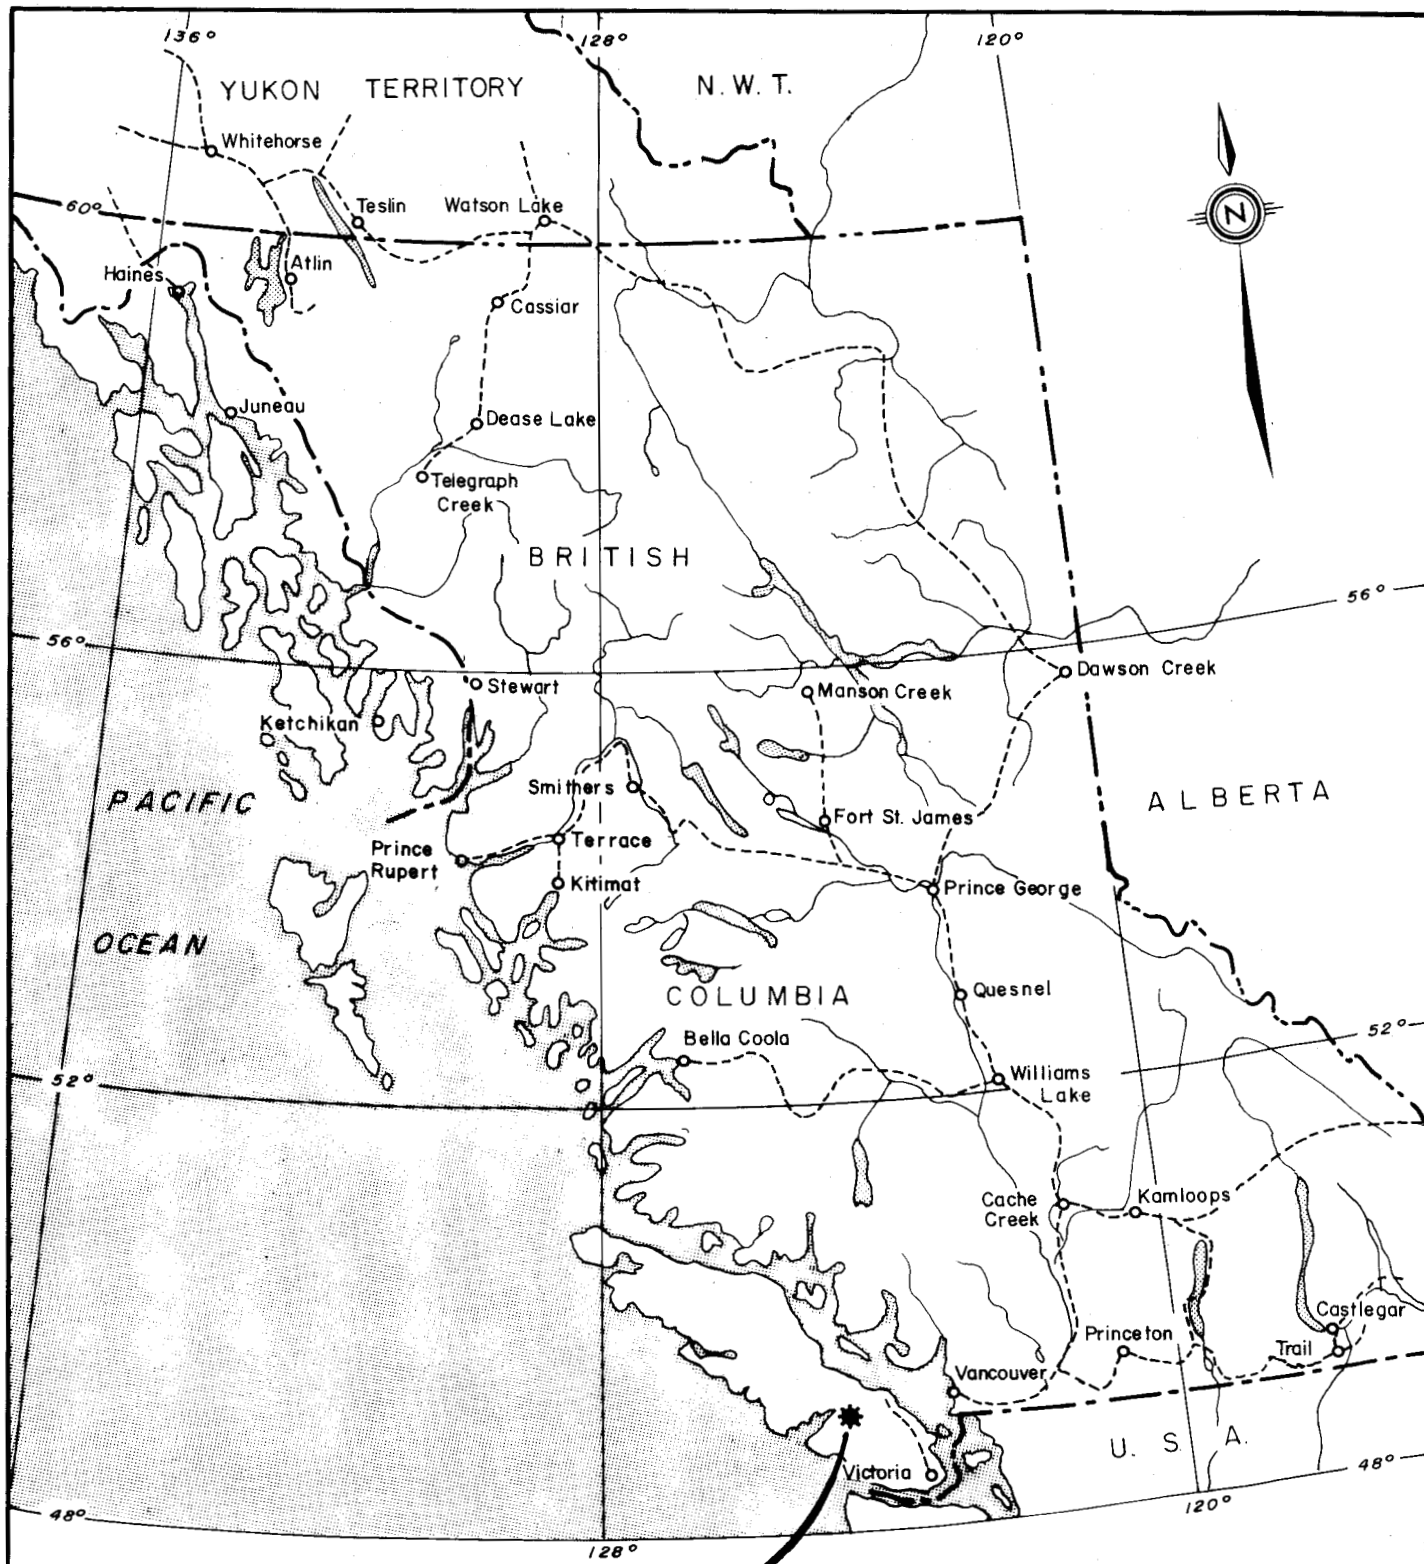 136°
128°
120°
YUKON TERRITORY
N.W.T.
Whitehorse
60°
Teslin
Watson Lake
N
Haines
Atlin
Cassiar
Juneau
Dease Lake
Telegraph
Creek
BRITISH
56°
56°
Stewart
Manson Creek
Dawson Creek
Ketchikan
PACIFIC
Smithers
ALBERTA
Fort St. James
Prince
Rupert
Terrace
Kitimat
Prince George
OCEAN
COLUMBIA
Quesnel
52°
Bella Coola
52°
Williams
Lake
Cache
Creek
Kamloops
Castlegar
Princeton
Trail
Vancouver
U. S. A.
Victoria
48°
48°
120°
128°